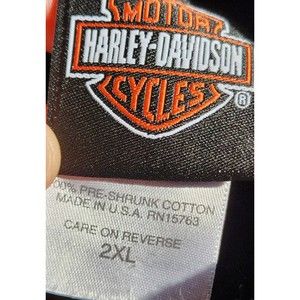 MOTOR
HARLEY-DAVIDSON
CYCLES
®
00% PRE-SHRUNK COTTON
MADE IN U.S.A. RN15763
CARE ON REVERSE
2XL